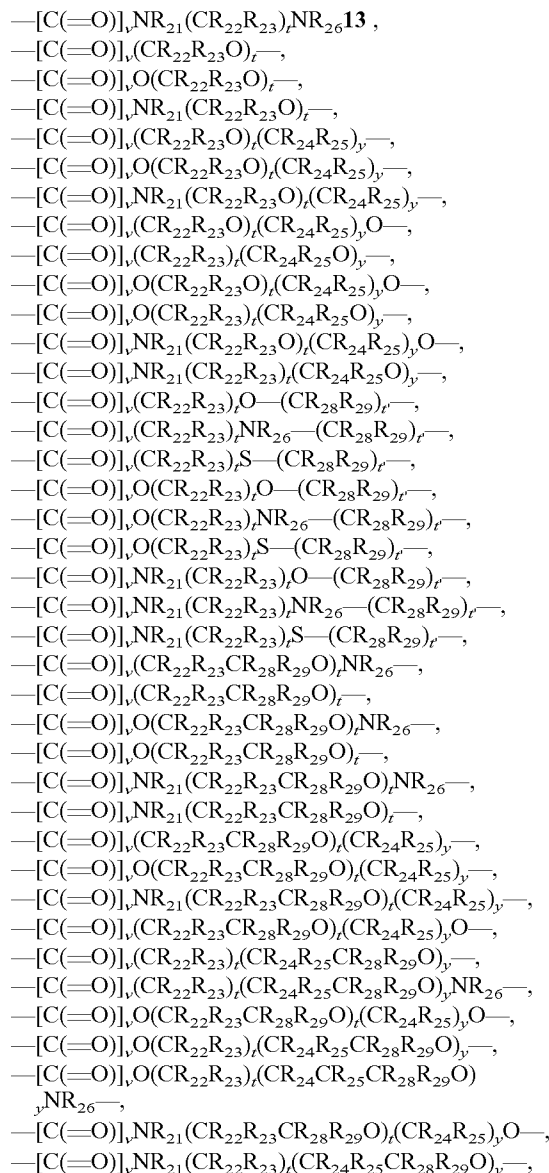 —[C(═O)]ᵥNR₂₁(CR₂₂R₂₃)ₜNR₂₆13 ,
—[C(═O)]ᵥ(CR₂₂R₂₃O)ₜ—,
—[C(═O)]ᵥO(CR₂₂R₂₃O)ₜ—,
—[C(═O)]ᵥNR₂₁(CR₂₂R₂₃O)ₜ—,
—[C(═O)]ᵥ(CR₂₂R₂₃O)ₜ(CR₂₄R₂₅)y—,
—[C(═O)]ᵥO(CR₂₂R₂₃O)ₜ(CR₂₄R₂₅)y—,
—[C(═O)]ᵥNR₂₁(CR₂₂R₂₃O)ₜ(CR₂₄R₂₅)y—,
—[C(═O)]ᵥ(CR₂₂R₂₃O)ₜ(CR₂₄R₂₅)yO—,
—[C(═O)]ᵥ(CR₂₂R₂₃)ₜ(CR₂₄R₂₅O)y—,
—[C(═O)]ᵥO(CR₂₂R₂₃O)ₜ(CR₂₄R₂₅)yO—,
—[C(═O)]ᵥO(CR₂₂R₂₃)ₜ(CR₂₄R₂₅O)y—,
—[C(═O)]ᵥNR₂₁(CR₂₂R₂₃O)ₜ(CR₂₄R₂₅)yO—,
—[C(═O)]ᵥNR₂₁(CR₂₂R₂₃)ₜ(CR₂₄R₂₅O)y—,
—[C(═O)]ᵥ(CR₂₂R₂₃)ₜO—(CR₂₈R₂₉)ₜ'—,
—[C(═O)]ᵥ(CR₂₂R₂₃)ₜNR₂₆—(CR₂₈R₂₉)ₜ'—,
—[C(═O)]ᵥ(CR₂₂R₂₃)ₜS—(CR₂₈R₂₉)ₜ'—,
—[C(═O)]ᵥO(CR₂₂R₂₃)ₜO—(CR₂₈R₂₉)ₜ'—,
—[C(═O)]ᵥO(CR₂₂R₂₃)ₜNR₂₆—(CR₂₈R₂₉)ₜ'—,
—[C(═O)]ᵥO(CR₂₂R₂₃)ₜS—(CR₂₈R₂₉)ₜ'—,
—[C(═O)]ᵥNR₂₁(CR₂₂R₂₃)ₜO—(CR₂₈R₂₉)ₜ'—,
—[C(═O)]ᵥNR₂₁(CR₂₂R₂₃)ₜNR₂₆—(CR₂₈R₂₉)ₜ'—,
—[C(═O)]ᵥNR₂₁(CR₂₂R₂₃)ₜS—(CR₂₈R₂₉)ₜ'—,
—[C(═O)]ᵥ(CR₂₂R₂₃CR₂₈R₂₉O)ₜNR₂₆—,
—[C(═O)]ᵥ(CR₂₂R₂₃CR₂₈R₂₉O)ₜ—,
—[C(═O)]ᵥO(CR₂₂R₂₃CR₂₈R₂₉O)ₜNR₂₆—,
—[C(═O)]ᵥO(CR₂₂R₂₃CR₂₈R₂₉O)ₜ—,
—[C(═O)]ᵥNR₂₁(CR₂₂R₂₃CR₂₈R₂₉O)ₜNR₂₆—,
—[C(═O)]ᵥNR₂₁(CR₂₂R₂₃CR₂₈R₂₉O)ₜ—,
—[C(═O)]ᵥ(CR₂₂R₂₃CR₂₈R₂₉O)ₜ(CR₂₄R₂₅)y—,
—[C(═O)]ᵥO(CR₂₂R₂₃CR₂₈R₂₉O)ₜ(CR₂₄R₂₅)y—,
—[C(═O)]ᵥNR₂₁(CR₂₂R₂₃CR₂₈R₂₉O)ₜ(CR₂₄R₂₅)y—,
—[C(═O)]ᵥ(CR₂₂R₂₃CR₂₈R₂₉O)ₜ(CR₂₄R₂₅)yO—,
—[C(═O)]ᵥ(CR₂₂R₂₃)ₜ(CR₂₄R₂₅CR₂₈R₂₉O)y—,
—[C(═O)]ᵥ(CR₂₂R₂₃)ₜ(CR₂₄R₂₅CR₂₈R₂₉O)yNR₂₆—,
—[C(═O)]ᵥO(CR₂₂R₂₃CR₂₈R₂₉O)ₜ(CR₂₄R₂₅)yO—,
—[C(═O)]ᵥO(CR₂₂R₂₃)ₜ(CR₂₄R₂₅CR₂₈R₂₉O)y—,
—[C(═O)]ᵥO(CR₂₂R₂₃)ₜ(CR₂₄CR₂₅CR₂₈R₂₉O)
yNR₂₆—,
—[C(═O)]ᵥNR₂₁(CR₂₂R₂₃CR₂₈R₂₉O)ₜ(CR₂₄R₂₅)yO—,
—[C(═O)]ᵥNR₂₁(CR₂₂R₂₃)ₜ(CR₂₄R₂₅CR₂₈R₂₉O)y—,